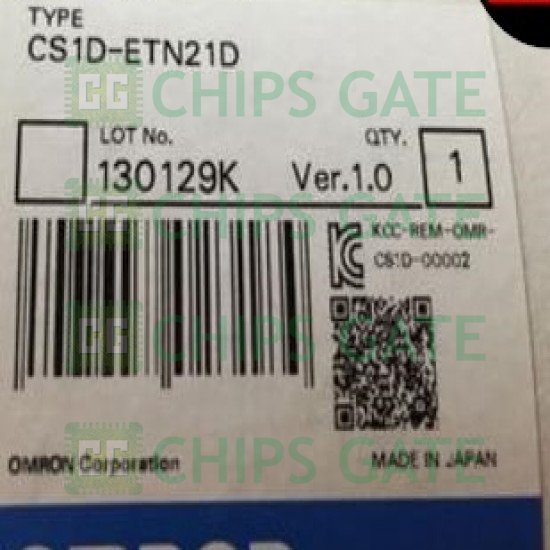 TYPE
CS1D-ETN21D
CHIPS GATE
LOT No. QTY.
130129K Ver.1.0 1
CHIPS GATE
KCC-REM-OMR-
CS1D-00002
CHIPS GATE
CHIPS GATE
OMRON Corporation MADE IN JAPAN